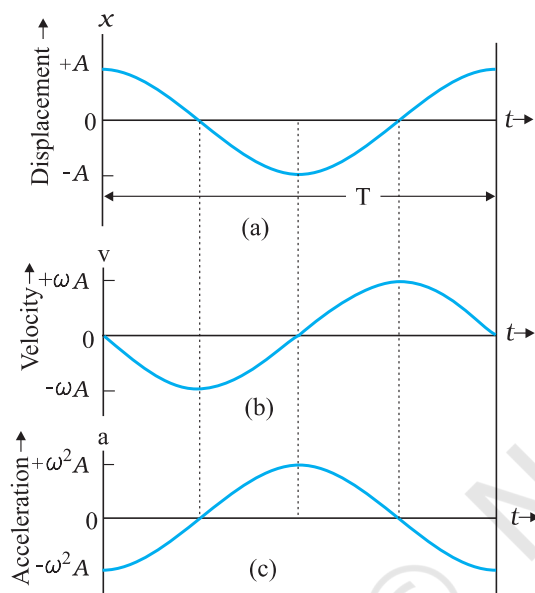 x
Displacement→
+A
0
t→
-A
T
(a)
v
Velocity→
+ωA
0
t→
-ωA
(b)
a
Acceleration→
+ω²A
0
t→
-ω²A
(c)
© N